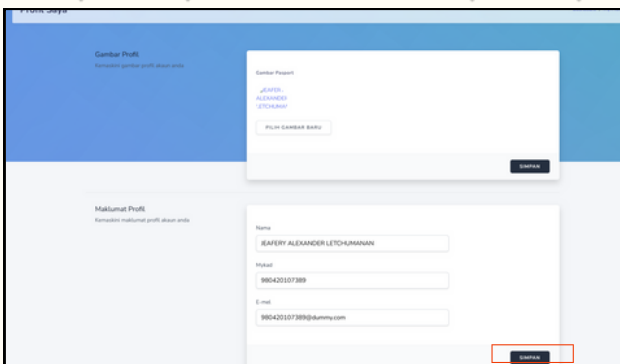 Profil Saya
Gambar Profil
Kemaskini gambar profil akaun anda
Gambar Pasport
JEAFER
ALEXANDER
LETCHUMAN
PILIH GAMBAR BARU
SIMPAN
Maklumat Profil
Kemaskini maklumat profil akaun anda
Nama
JEAFERY ALEXANDER LETCHUMANAN
Mykad
980420107389
E-mel
980420107389@dummy.com
SIMPAN